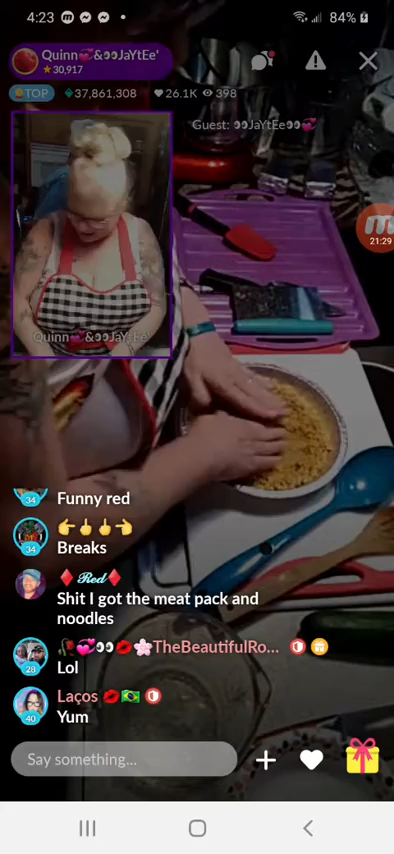 4:23
84%
Quinn💞&👀JaYtEe'
★30,917
TOP 37,861,308 26.1K 398
Guest: 👀JaYtEe👀💞
21:29
Quinn💞&👀JaYtEe'
34
Funny red
👉👆👆👈
34
Breaks
♦️𝓡𝓮𝓭♦️
Shit I got the meat pack and
noodles
🥀💞👀💋🌸TheBeautifulRo...
28
Lol
Laços 💋🇧🇷
40
Yum
Say something...